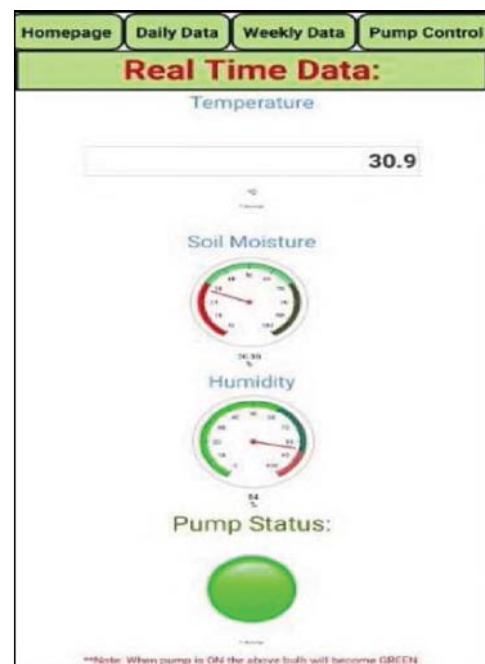 Homepage Daily Data Weekly Data Pump Control
Real Time Data:
Temperature
30.9
°C
Soil Moisture
%
Humidity
84
%
Pump Status:
**Note: When pump is ON the above bulb will become GREEN